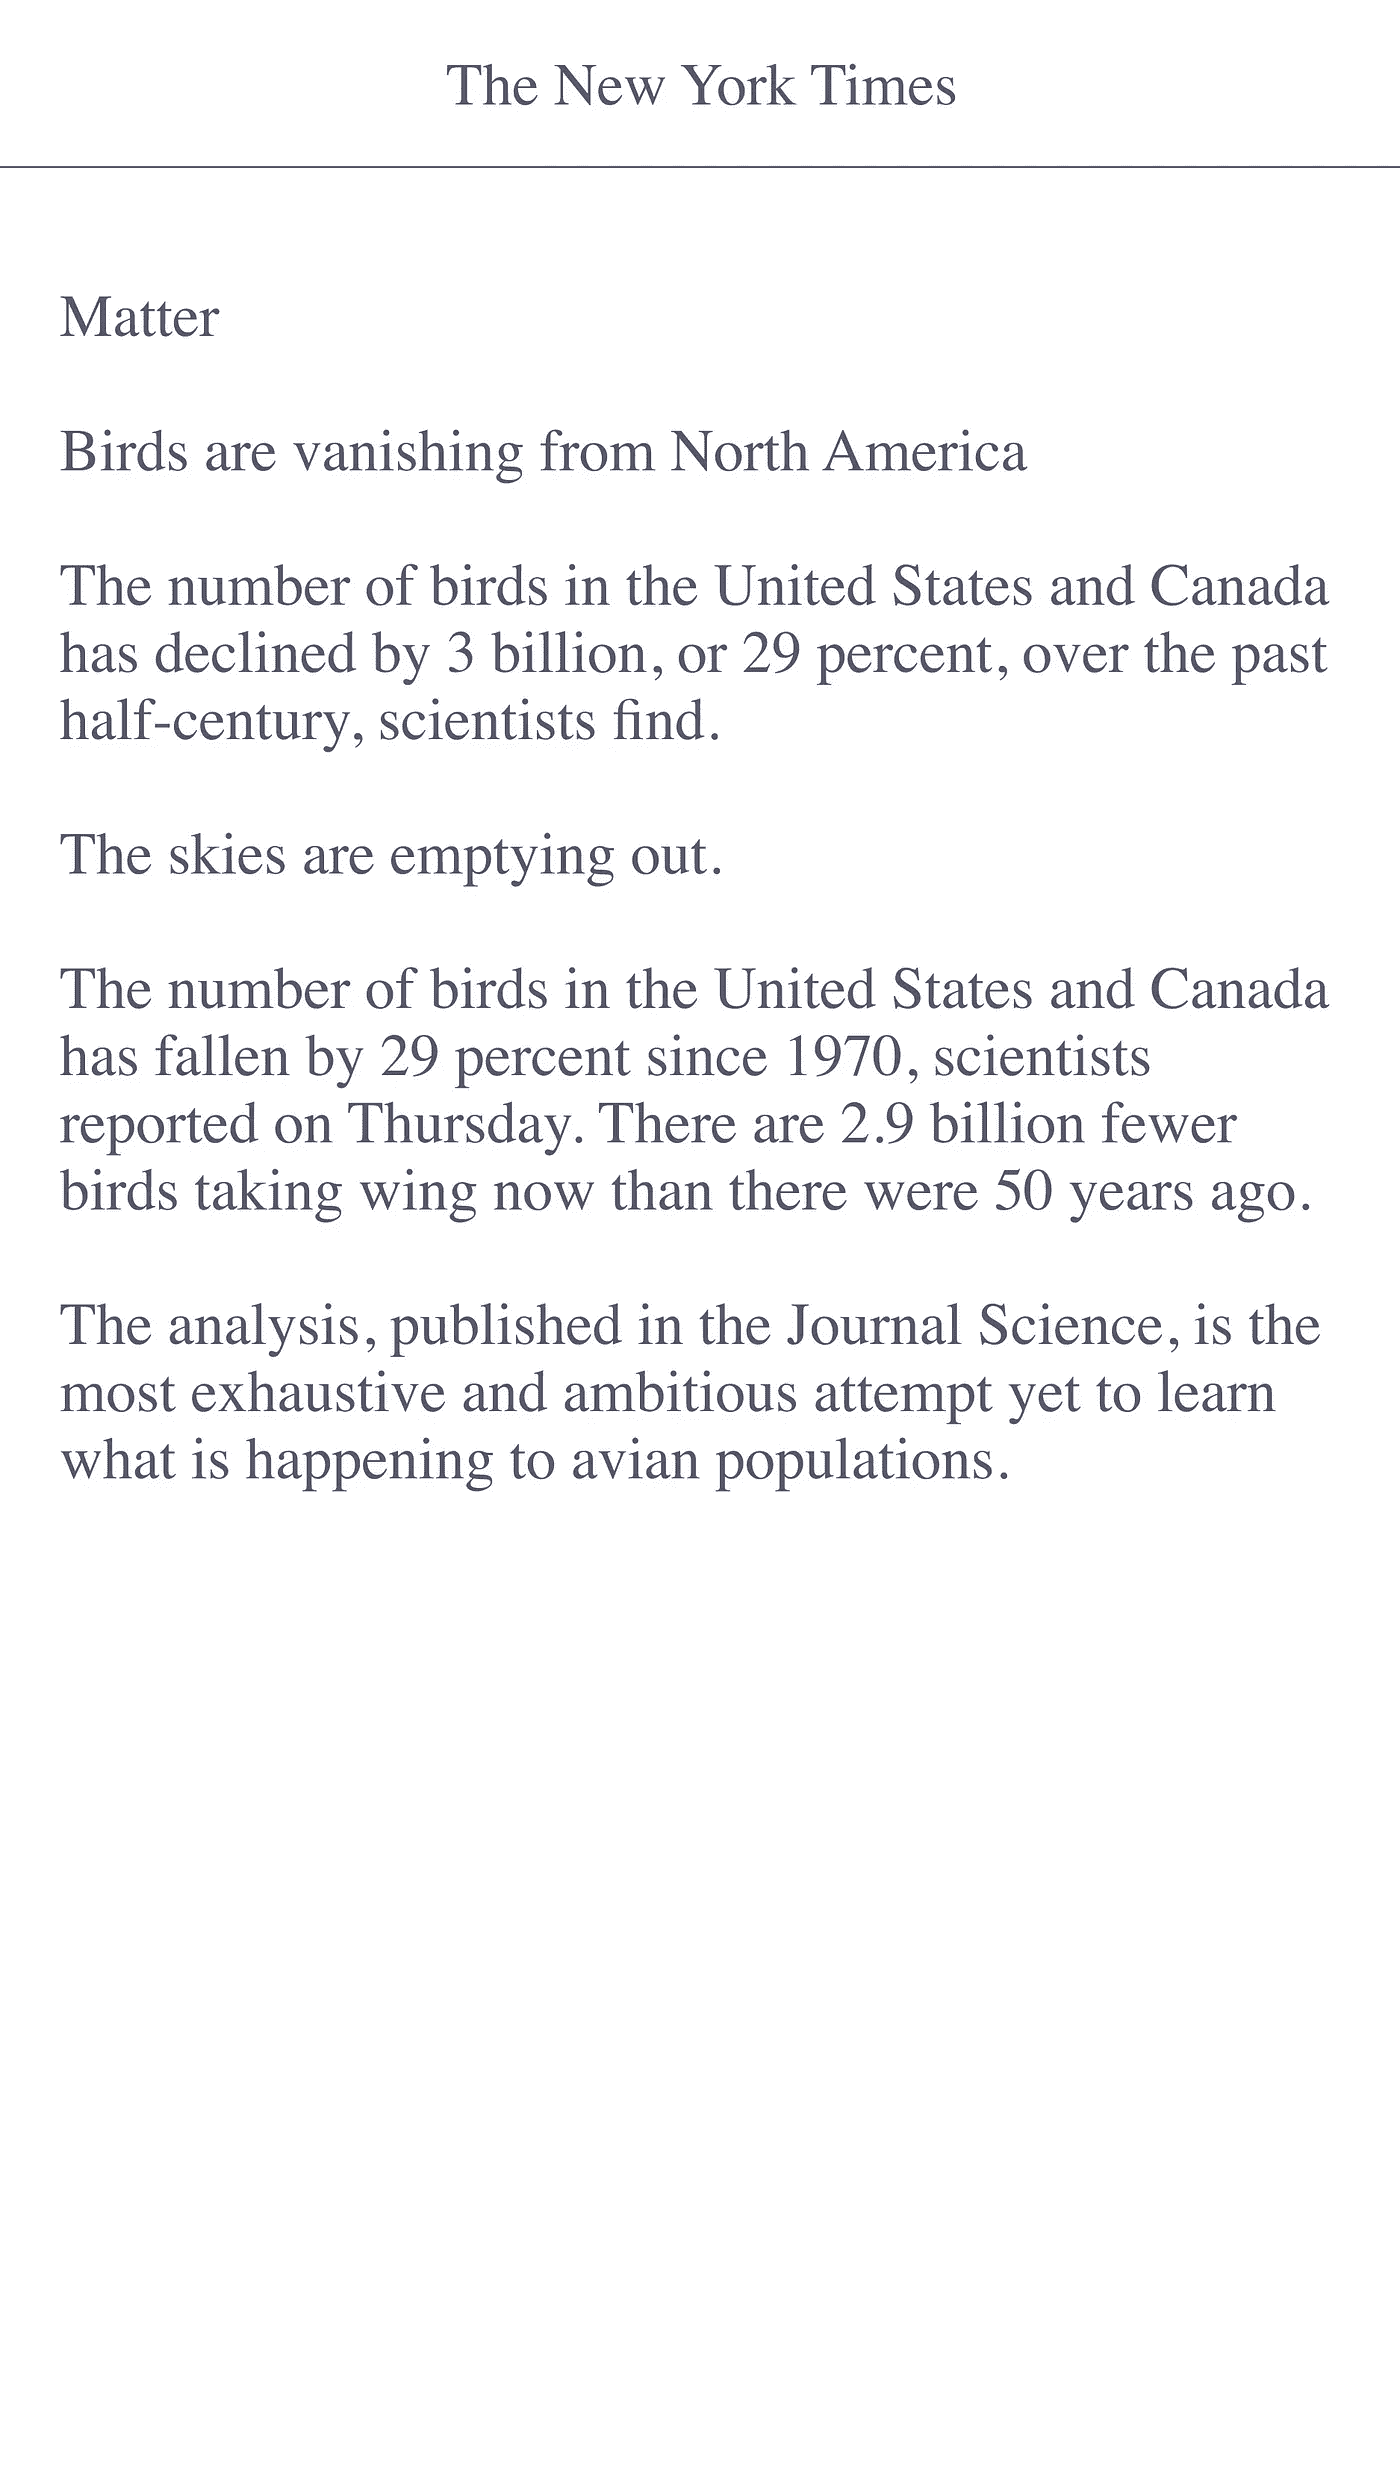 The New York Times
Matter
Birds are vanishing from North America
The number of birds in the United States and Canada
has declined by 3 billion, or 29 percent, over the past
half-century, scientists find.
The skies are emptying out.
The number of birds in the United States and Canada
has fallen by 29 percent since 1970, scientists
reported on Thursday. There are 2.9 billion fewer
birds taking wing now than there were 50 years ago.
The analysis, published in the Journal Science, is the
most exhaustive and ambitious attempt yet to learn
what is happening to avian populations.